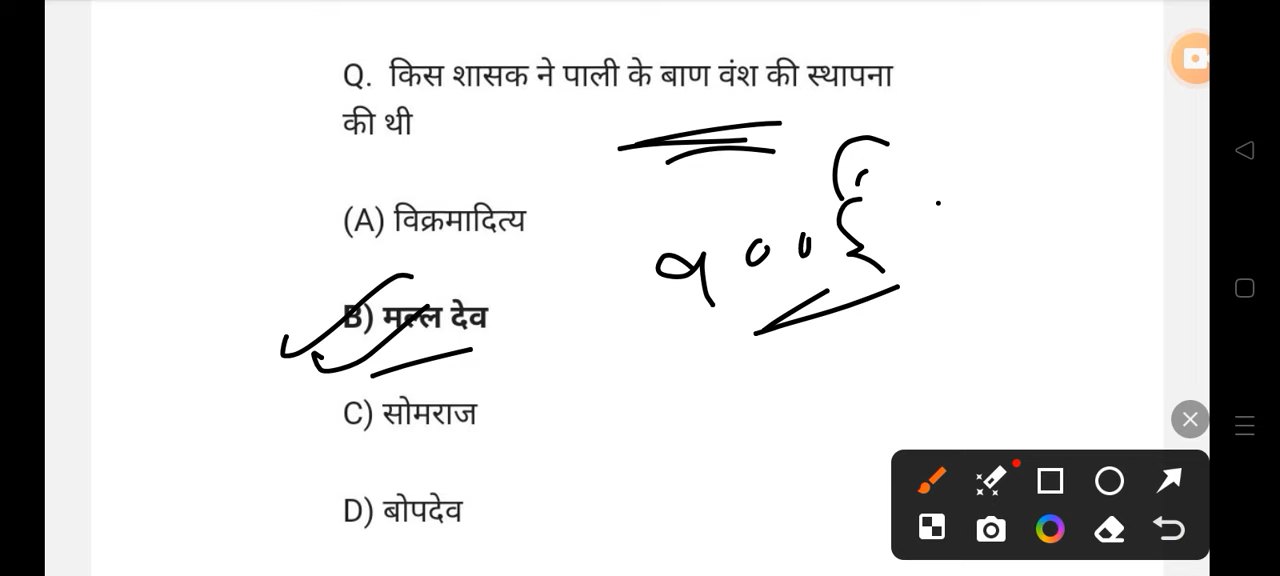 Q. किस शासक ने पाली के बाण वंश की स्थापना
की थी
(A) विक्रमादित्य
B) मल्ल देव
C) सोमराज
D) बोपदेव